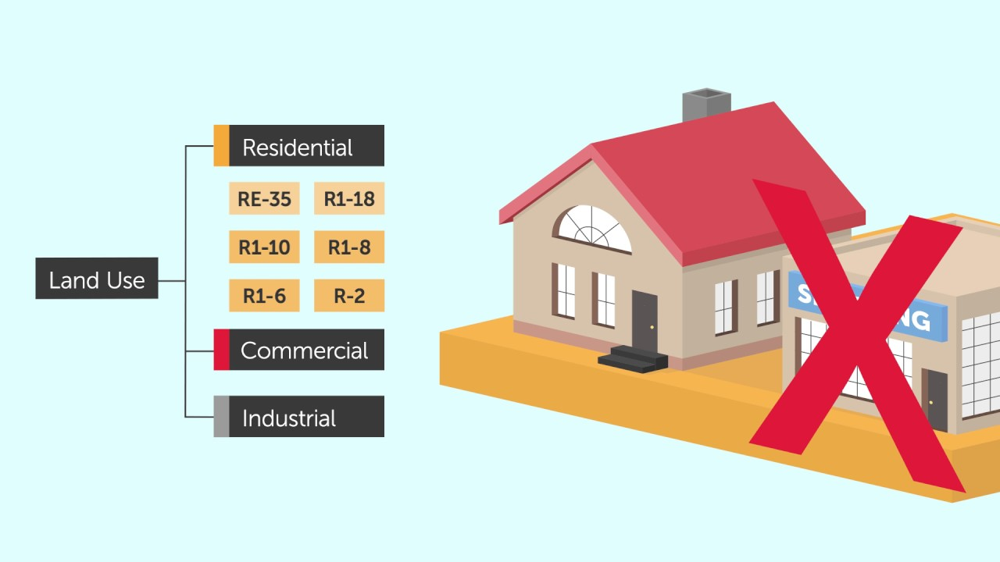 Land Use
Residential
RE-35 R1-18
R1-10 R1-8
R1-6 R-2
Commercial
Industrial